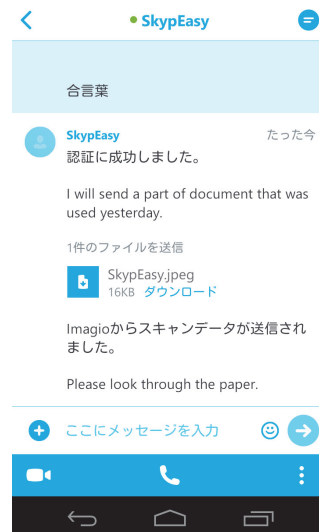 SkypEasy
合言葉
SkypEasy
たった今
認証に成功しました。
I will send a part of document that was
used yesterday.
1件のファイルを送信
SkypEasy.jpeg
16KB ダウンロード
Imagioからスキャンデータが送信され
ました。
Please look through the paper.
ここにメッセージを入力